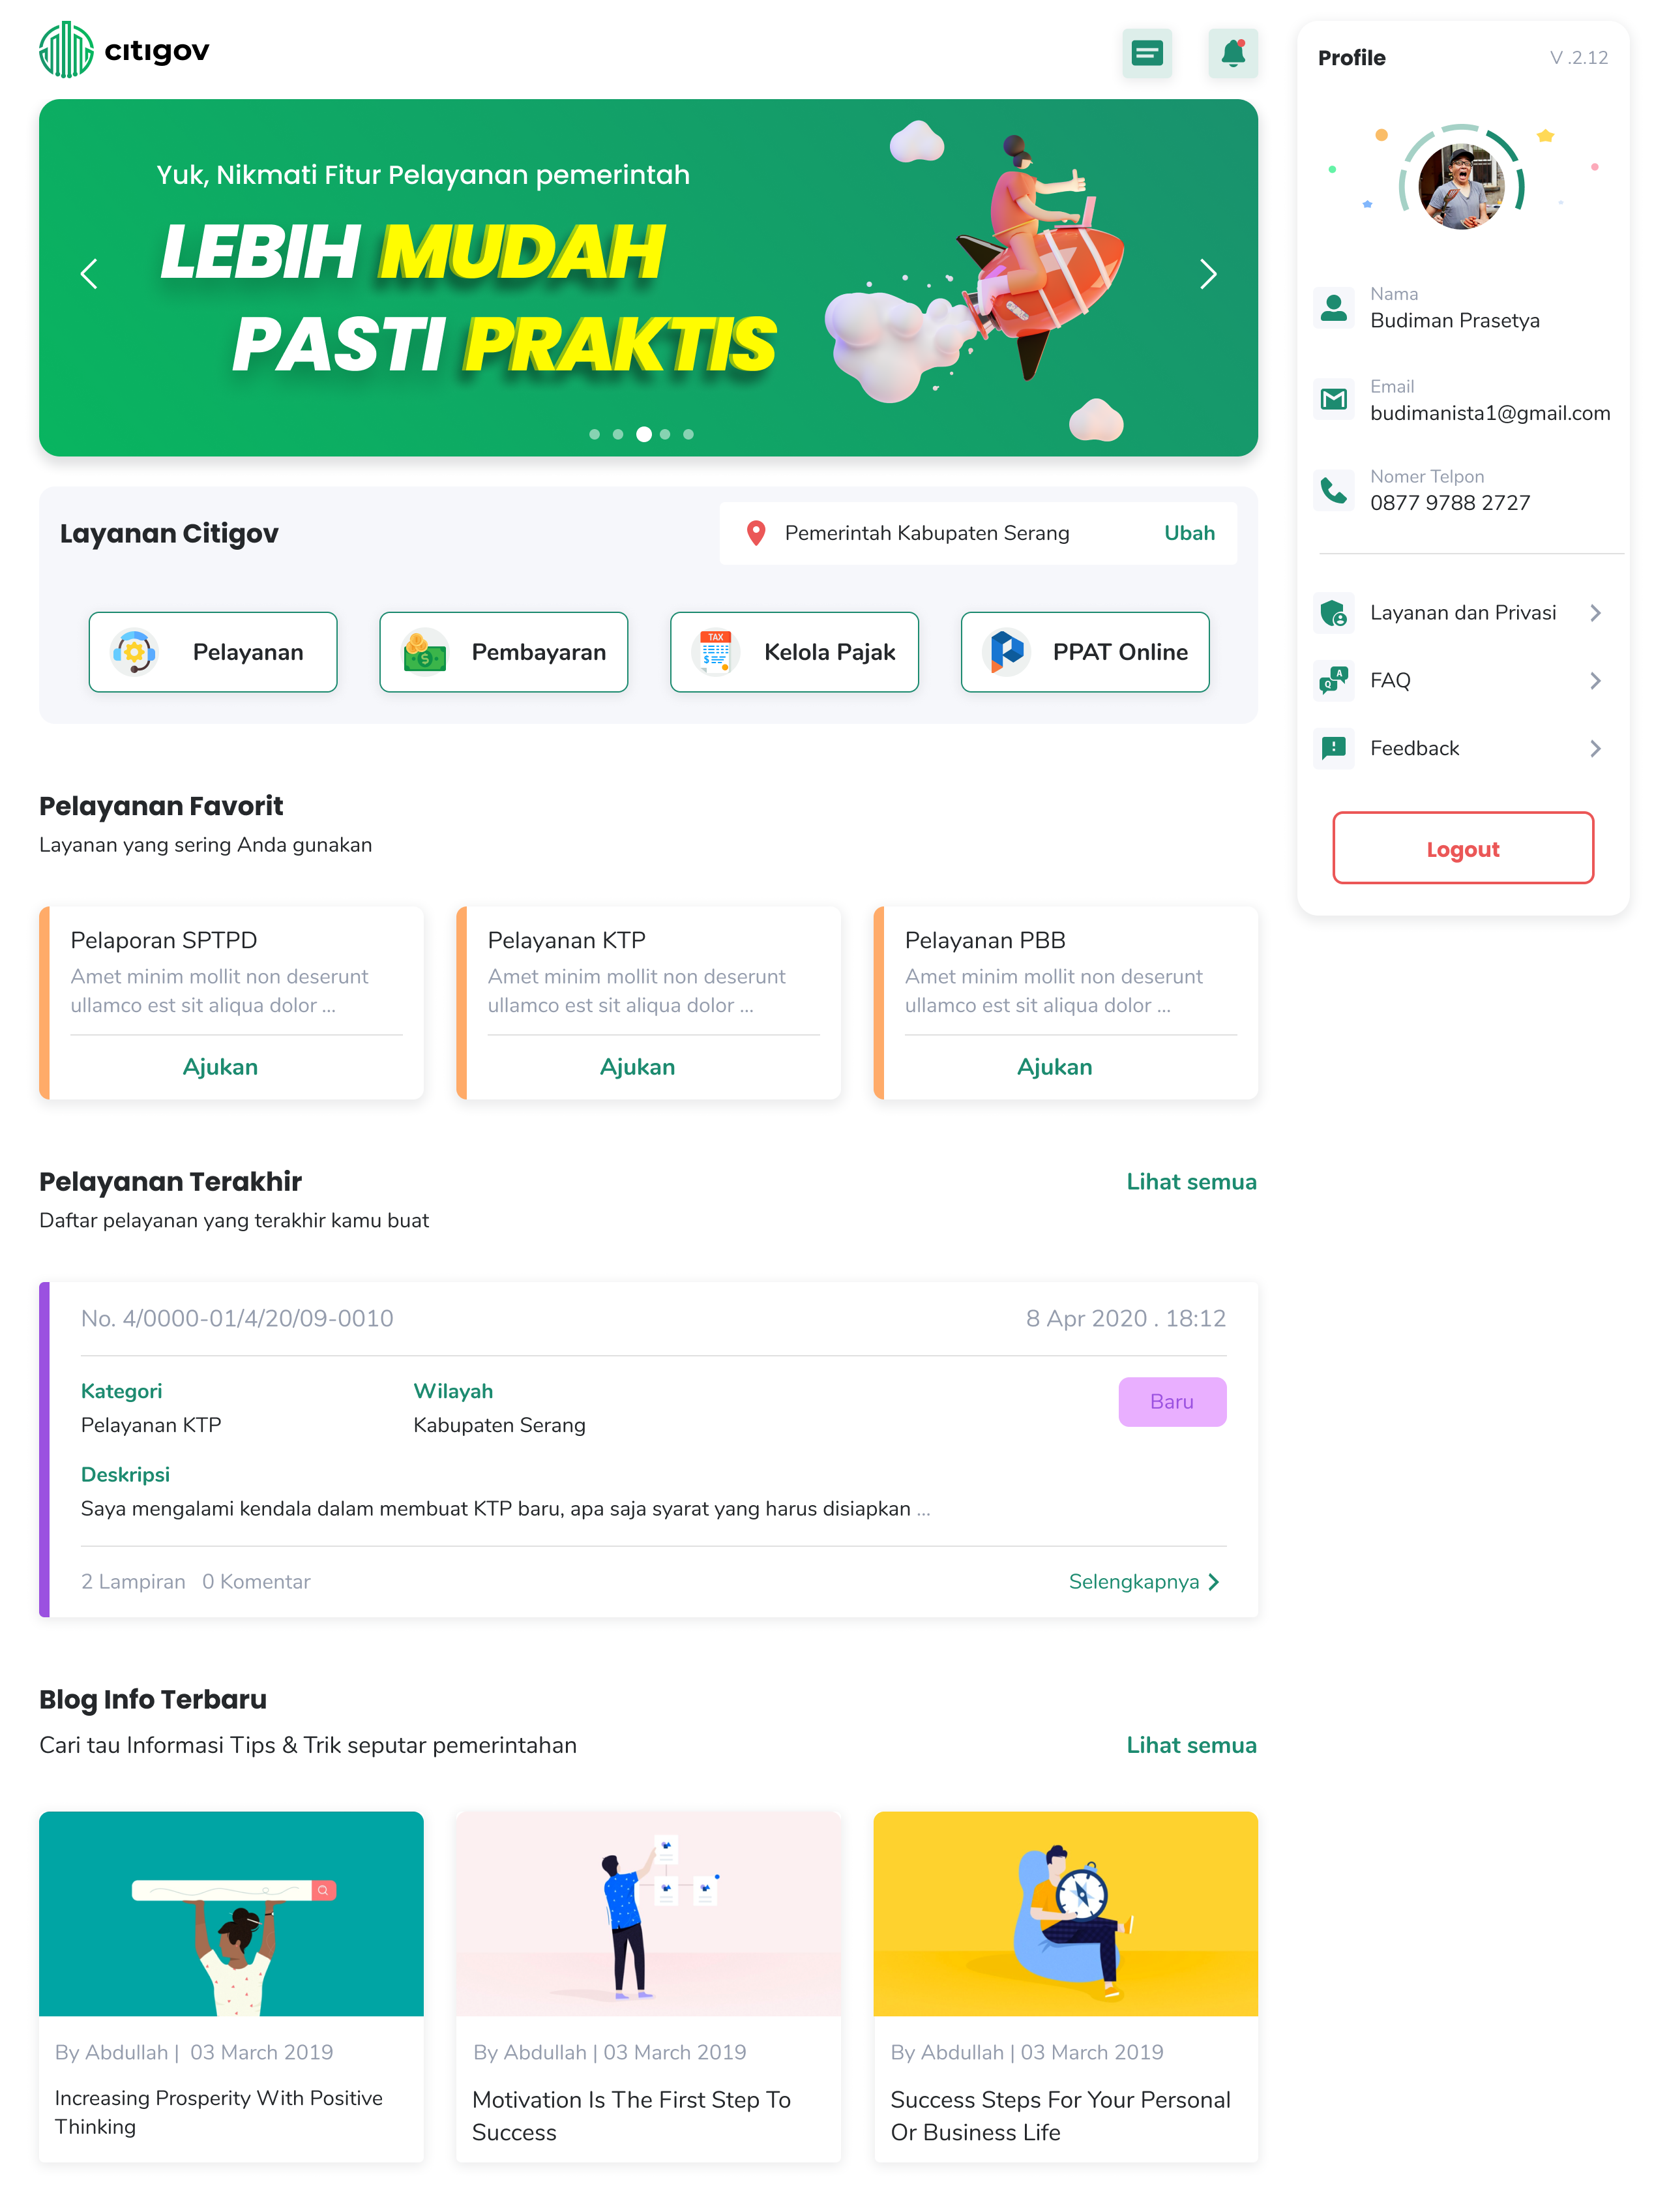 citigov
Yuk, Nikmati Fitur Pelayanan pemerintah
LEBIH MUDAH
PASTI PRAKTIS
Layanan Citigov
Pemerintah Kabupaten Serang
Ubah
Pelayanan
Pembayaran
TAX
Kelola Pajak
PPAT Online
Pelayanan Favorit
Layanan yang sering Anda gunakan
Pelaporan SPTPD
Amet minim mollit non deserunt
ullamco est sit aliqua dolor ...
Ajukan
Pelayanan KTP
Amet minim mollit non deserunt
ullamco est sit aliqua dolor ...
Ajukan
Pelayanan PBB
Amet minim mollit non deserunt
ullamco est sit aliqua dolor ...
Ajukan
Pelayanan Terakhir
Lihat semua
Daftar pelayanan yang terakhir kamu buat
No. 4/0000-01/4/20/09-0010
8 Apr 2020 . 18:12
Kategori
Pelayanan KTP
Wilayah
Kabupaten Serang
Baru
Deskripsi
Saya mengalami kendala dalam membuat KTP baru, apa saja syarat yang harus disiapkan ...
2 Lampiran 0 Komentar
Selengkapnya
Blog Info Terbaru
Cari tau Informasi Tips & Trik seputar pemerintahan
Lihat semua
By Abdullah | 03 March 2019
Increasing Prosperity With Positive
Thinking
By Abdullah | 03 March 2019
Motivation Is The First Step To
Success
By Abdullah | 03 March 2019
Success Steps For Your Personal
Or Business Life
Profile
V .2.12
Nama
Budiman Prasetya
Email
budimanista1@gmail.com
Nomer Telpon
0877 9788 2727
Layanan dan Privasi
Q A
FAQ
Feedback
Logout